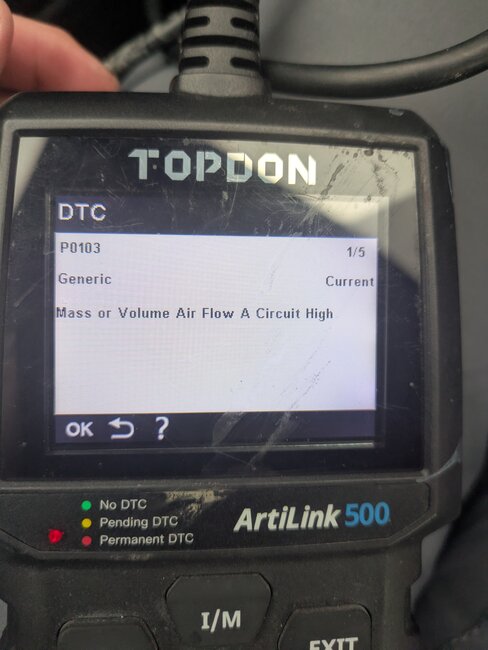 TOPDON
DTC
P0103 1/5
Generic Current
Mass or Volume Air Flow A Circuit High
OK ?
No DTC
Pending DTC
Permanent DTC
ArtiLink 500
I/M
EXIT